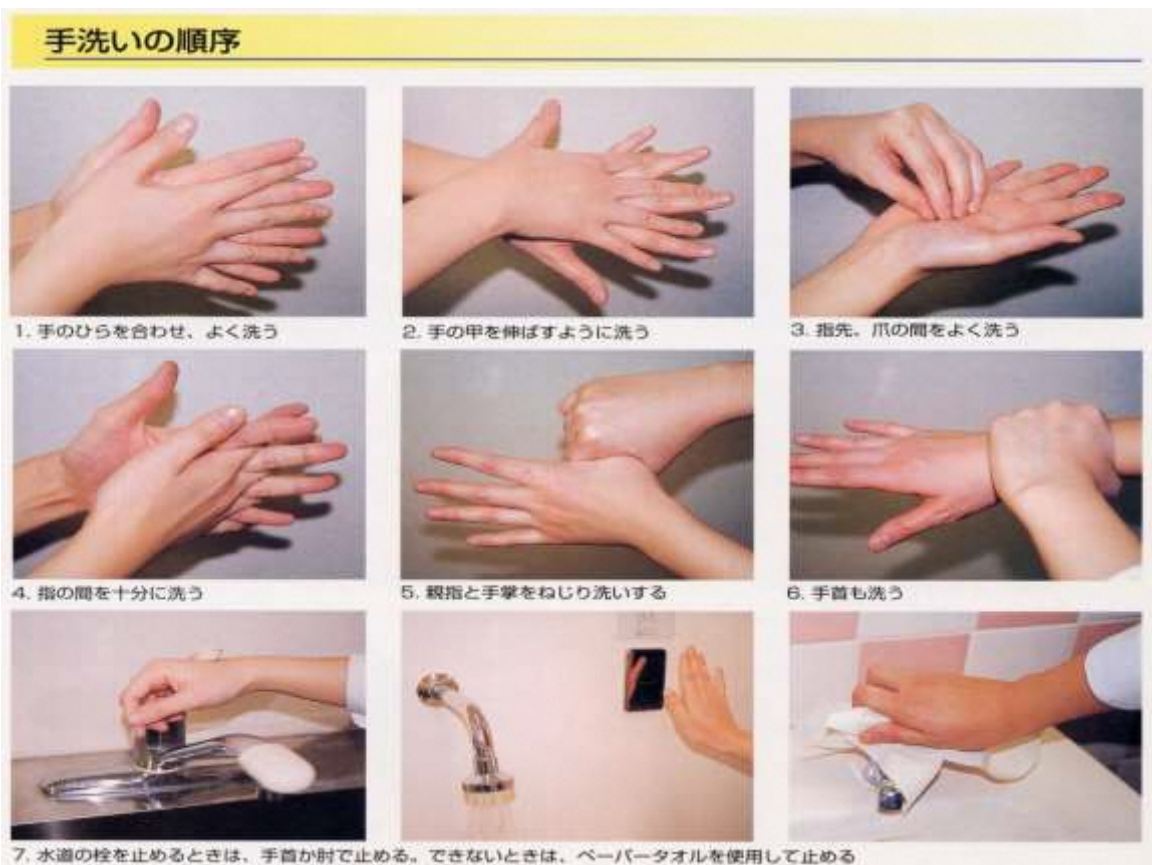 手洗いの順序
1. 手のひらを合わせ、よく洗う
2. 手の甲を伸ばすように洗う
3. 指先、爪の間をよく洗う
4. 指の間を十分に洗う
5. 親指と手掌をねじり洗いする
6. 手首も洗う
7. 水道の栓を止めるときは、手首か肘で止める。できないときは、ペーパータオルを使用して止める